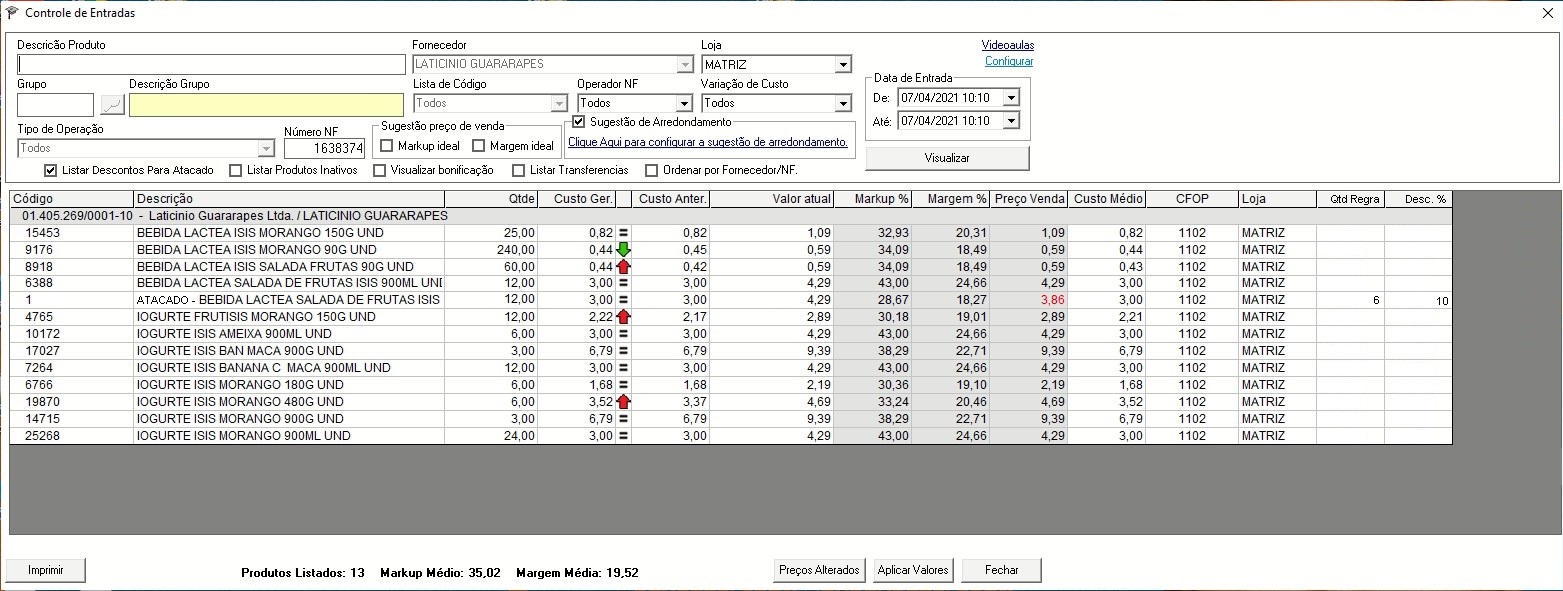 Controle de Entradas
Descricão Produto
Fornecedor
Loja
Videoaulas
LATICINIO GUARARAPES
MATRIZ
Configurar
Grupo
Descrição Grupo
Lista de Código
Operador NF
Variação de Custo
Data de Entrada
Todos
Todos
Todos
De: 07/04/2021 10:10
Até: 07/04/2021 10:10
Tipo de Operação
Número NF
Sugestão preço de venda
Sugestão de Arredondamento
Todos
1638374
Markup ideal
Margem ideal
Clique Aqui para configurar a sugestão de arredondamento.
Visualizar
Listar Descontos Para Atacado
Listar Produtos Inativos
Visualizar bonificação
Listar Transferencias
Ordenar por Fornecedor/NF.
Código Descrição Qtde Custo Ger. Custo Anter. Valor atual Markup % Margem % Preço Venda Custo Médio CFOP Loja Qtd Regra Desc. %
01.405.269/0001-10 - Laticinio Guararapes Ltda. / LATICINIO GUARARAPES
15453 BEBIDA LACTEA ISIS MORANGO 150G UND 25,00 0,82 = 0,82 1,09 32,93 20,31 1,09 0,82 1102 MATRIZ
9176 BEBIDA LACTEA ISIS MORANGO 90G UND 240,00 0,44 0,45 0,59 34,09 18,49 0,59 0,44 1102 MATRIZ
8918 BEBIDA LACTEA ISIS SALADA FRUTAS 90G UND 60,00 0,44 0,42 0,59 34,09 18,49 0,59 0,43 1102 MATRIZ
6388 BEBIDA LACTEA SALADA DE FRUTAS ISIS 900ML UND 12,00 3,00 = 3,00 4,29 43,00 24,66 4,29 3,00 1102 MATRIZ
1 ATACADO - BEBIDA LACTEA SALADA DE FRUTAS ISIS 12,00 3,00 = 3,00 4,29 28,67 18,27 3,86 3,00 1102 MATRIZ 6 10
4765 IOGURTE FRUTISIS MORANGO 150G UND 12,00 2,22 2,17 2,89 30,18 19,01 2,89 2,21 1102 MATRIZ
10172 IOGURTE ISIS AMEIXA 900ML UND 6,00 3,00 = 3,00 4,29 43,00 24,66 4,29 3,00 1102 MATRIZ
17027 IOGURTE ISIS BAN MACA 900G UND 3,00 6,79 = 6,79 9,39 38,29 22,71 9,39 6,79 1102 MATRIZ
7264 IOGURTE ISIS BANANA C MACA 900ML UND 12,00 3,00 = 3,00 4,29 43,00 24,66 4,29 3,00 1102 MATRIZ
6766 IOGURTE ISIS MORANGO 180G UND 6,00 1,68 = 1,68 2,19 30,36 19,10 2,19 1,68 1102 MATRIZ
19870 IOGURTE ISIS MORANGO 480G UND 6,00 3,52 3,37 4,69 33,24 20,46 4,69 3,52 1102 MATRIZ
14715 IOGURTE ISIS MORANGO 900G UND 3,00 6,79 = 6,79 9,39 38,29 22,71 9,39 6,79 1102 MATRIZ
25268 IOGURTE ISIS MORANGO 900ML UND 24,00 3,00 = 3,00 4,29 43,00 24,66 4,29 3,00 1102 MATRIZ
Imprimir
Produtos Listados: 13 Markup Médio: 35,02 Margem Média: 19,52
Preços Alterados
Aplicar Valores
Fechar